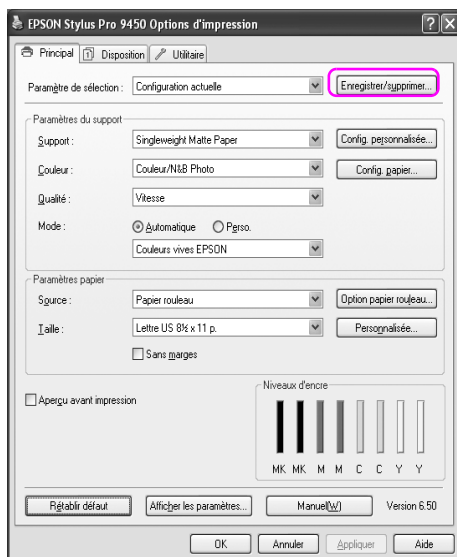 EPSON Stylus Pro 9450 Options d'impression
Principal Disposition Utilitaire
Paramètre de sélection : Configuration actuelle Enregistrer/supprimer...
Paramètres du support
Support : Singleweight Matte Paper Config. personnalisée...
Couleur : Couleur/N&B Photo Config. papier...
Qualité : Vitesse
Mode : Automatique Perso.
Couleurs vives EPSON
Paramètres papier
Source : Papier rouleau Option papier rouleau...
Taille : Lettre US 8½ x 11 p. Personnalisée...
Sans marges
Niveaux d'encre
Aperçu avant impression
MK MK M M C C Y Y
Rétablir défaut Afficher les paramètres... Manuel(W) Version 6.50
OK Annuler Appliquer Aide